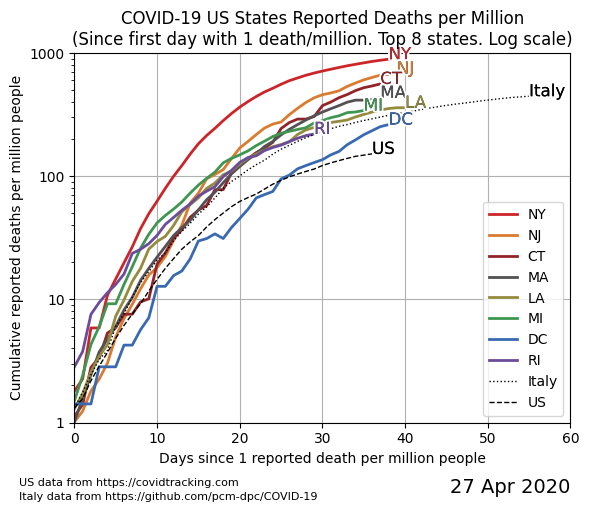 COVID-19 US States Reported Deaths per Million
(Since first day with 1 death/million. Top 8 states. Log scale)
Cumulative reported deaths per million people
1000
100
10
1
NY
NJ
CT
MA
LA
MI
RI
DC
Italy
US
NY
NJ
CT
MA
LA
MI
DC
RI
Italy
US
0 10 20 30 40 50 60
Days since 1 reported death per million people
US data from https://covidtracking.com
Italy data from https://github.com/pcm-dpc/COVID-19
27 Apr 2020